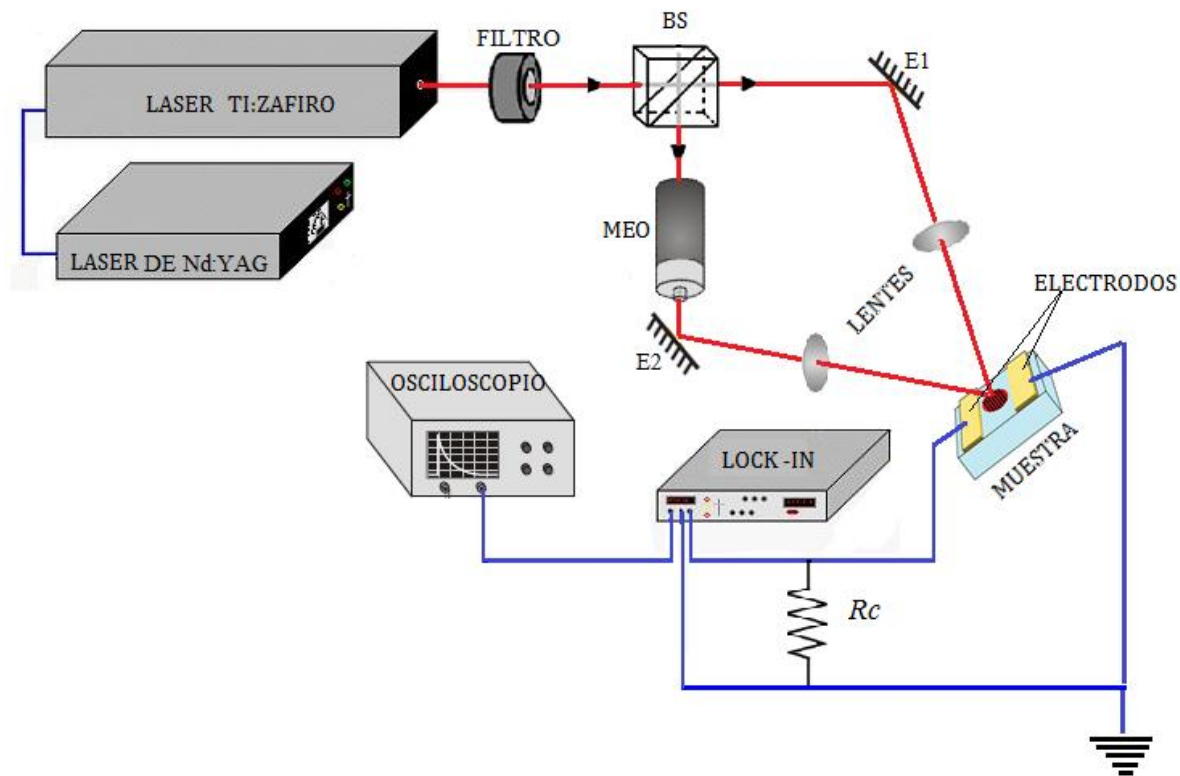 BS
FILTRO
E1
LASER TI:ZAFIRO
MEO
LASER DE Nd:YAG
LENTES
ELECTRODOS
E2
OSCILOSCOPIO
LOCK-IN
MUESTRA
Rc